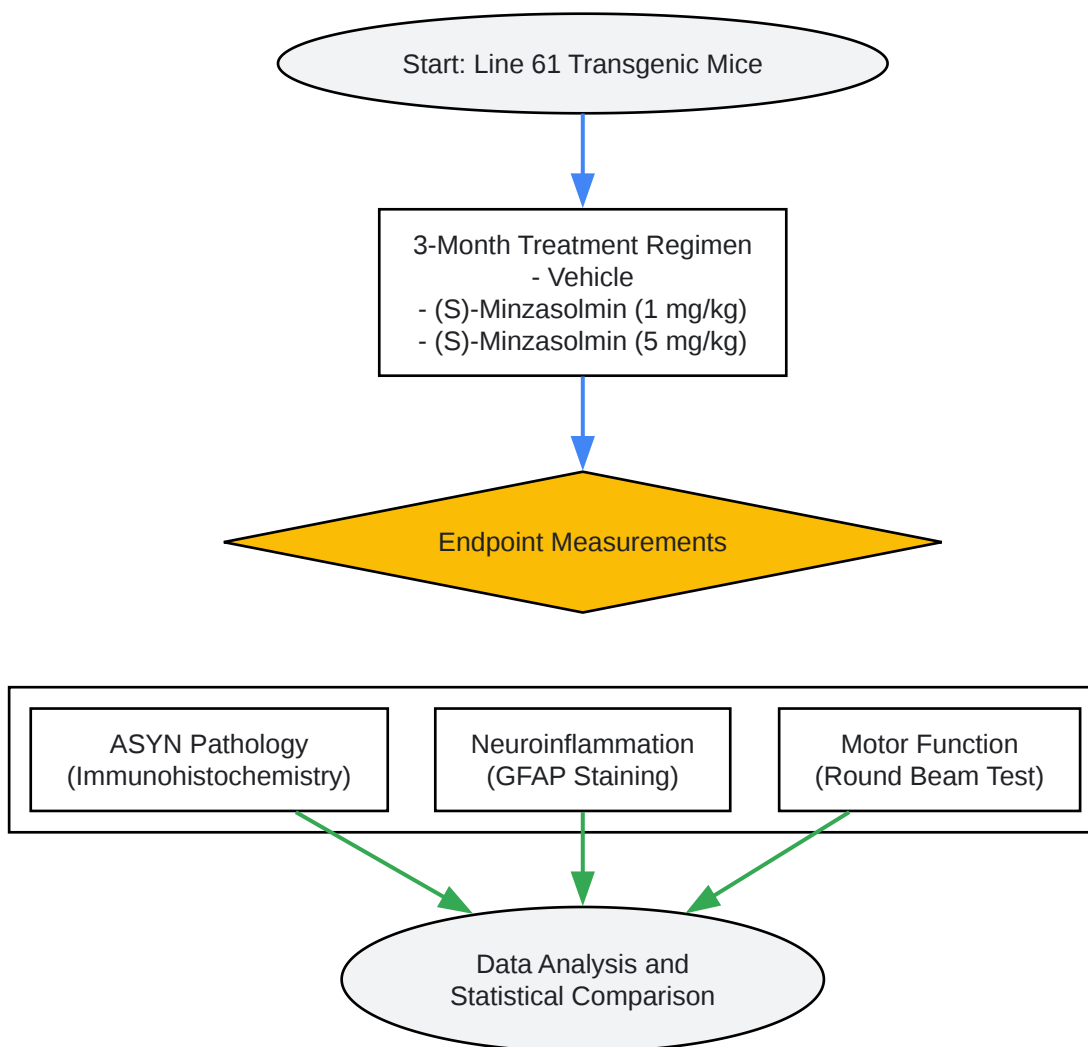 Start: Line 61 Transgenic Mice
3-Month Treatment Regimen
- Vehicle
- (S)-Minzasolmin (1 mg/kg)
- (S)-Minzasolmin (5 mg/kg)
Endpoint Measurements
ASYN Pathology
(Immunohistochemistry)
Neuroinflammation
(GFAP Staining)
Motor Function
(Round Beam Test)
Data Analysis and
Statistical Comparison